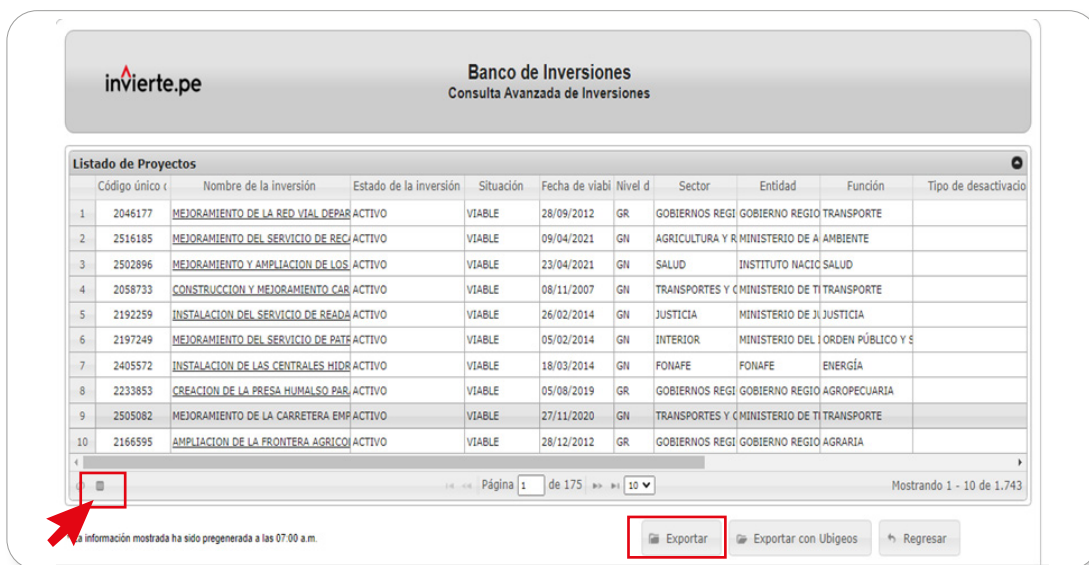 invierte.pe
Banco de Inversiones
Consulta Avanzada de Inversiones
Listado de Proyectos
Código único Nombre de la inversión Estado de la inversión Situación Fecha de viabi Nivel d Sector Entidad Función Tipo de desactivacio
1 2046177 MEJORAMIENTO DE LA RED VIAL DEPAR ACTIVO VIABLE 28/09/2012 GR GOBIERNOS REGI GOBIERNO REGIO TRANSPORTE
2 2516185 MEJORAMIENTO DEL SERVICIO DE REC ACTIVO VIABLE 09/04/2021 GN AGRICULTURA Y R MINISTERIO DE A AMBIENTE
3 2502896 MEJORAMIENTO Y AMPLIACION DE LOS ACTIVO VIABLE 23/04/2021 GN SALUD INSTITUTO NACIO SALUD
4 2058733 CONSTRUCCION Y MEJORAMIENTO CAR ACTIVO VIABLE 08/11/2007 GN TRANSPORTES Y MINISTERIO DE TRANSPORTE
5 2192259 INSTALACION DEL SERVICIO DE READA ACTIVO VIABLE 26/02/2014 GN JUSTICIA MINISTERIO DE JUSTICIA
6 2197249 MEJORAMIENTO DEL SERVICIO DE PATR ACTIVO VIABLE 05/02/2014 GN INTERIOR MINISTERIO DEL ORDEN PÚBLICO Y S
7 2405572 INSTALACION DE LAS CENTRALES HIDR ACTIVO VIABLE 18/03/2014 GN FONAFE FONAFE ENERGÍA
8 2233853 CREACION DE LA PRESA HUMALSO PAR ACTIVO VIABLE 05/08/2019 GR GOBIERNOS REGI GOBIERNO REGIO AGROPECUARIA
9 2505082 MEJORAMIENTO DE LA CARRETERA EMP ACTIVO VIABLE 27/11/2020 GN TRANSPORTES Y MINISTERIO DE TRANSPORTE
10 2166595 AMPLIACION DE LA FRONTERA AGRICO ACTIVO VIABLE 28/12/2012 GR GOBIERNOS REGI GOBIERNO REGIO AGRARIA
Página 1 de 175 10 Mostrando 1 - 10 de 1.743
a información mostrada ha sido pregenerada a las 07:00 a.m. Exportar Exportar con Ubigeos Regresar